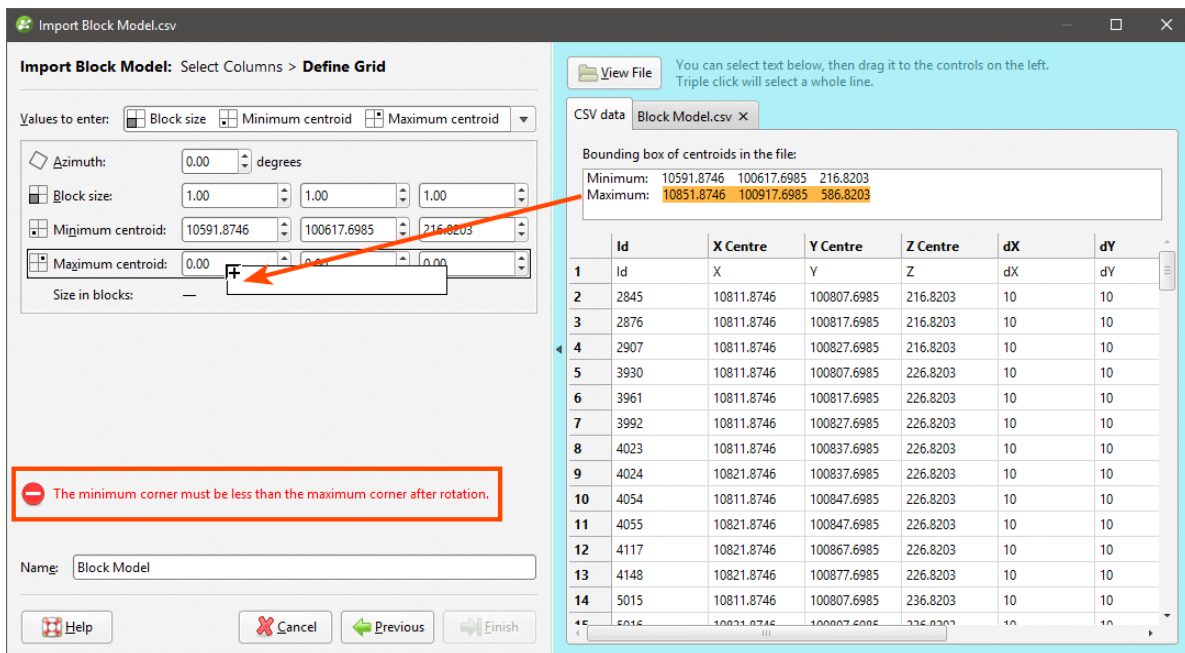 Import Block Model.csv
Import Block Model: Select Columns > Define Grid
Values to enter: Block size Minimum centroid Maximum centroid
Azimuth: 0.00 degrees
Block size: 1.00 1.00 1.00
Minimum centroid: 10591.8746 100617.6985 216.8203
Maximum centroid: 0.00 0.00 0.00
Size in blocks: —
The minimum corner must be less than the maximum corner after rotation.
Name: Block Model
Help Cancel Previous Finish
View File
You can select text below, then drag it to the controls on the left.
Triple click will select a whole line.
CSV data Block Model.csv ×
Bounding box of centroids in the file:
Minimum: 10591.8746 100617.6985 216.8203
Maximum: 10851.8746 100917.6985 586.8203
Id X Centre Y Centre Z Centre dX dY
1 Id X Y Z dX dY
2 2845 10811.8746 100807.6985 216.8203 10 10
3 2876 10811.8746 100817.6985 216.8203 10 10
4 2907 10811.8746 100827.6985 216.8203 10 10
5 3930 10811.8746 100807.6985 226.8203 10 10
6 3961 10811.8746 100817.6985 226.8203 10 10
7 3992 10811.8746 100827.6985 226.8203 10 10
8 4023 10811.8746 100837.6985 226.8203 10 10
9 4024 10821.8746 100837.6985 226.8203 10 10
10 4054 10811.8746 100847.6985 226.8203 10 10
11 4055 10821.8746 100847.6985 226.8203 10 10
12 4117 10821.8746 100867.6985 226.8203 10 10
13 4148 10821.8746 100877.6985 226.8203 10 10
14 5015 10811.8746 100807.6985 236.8203 10 10